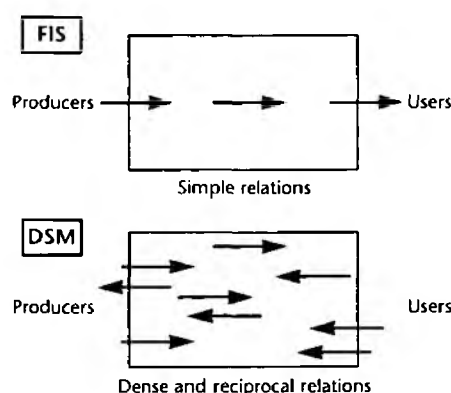 FIS
Producers Users
Simple relations
DSM
Producers Users
Dense and reciprocal relations